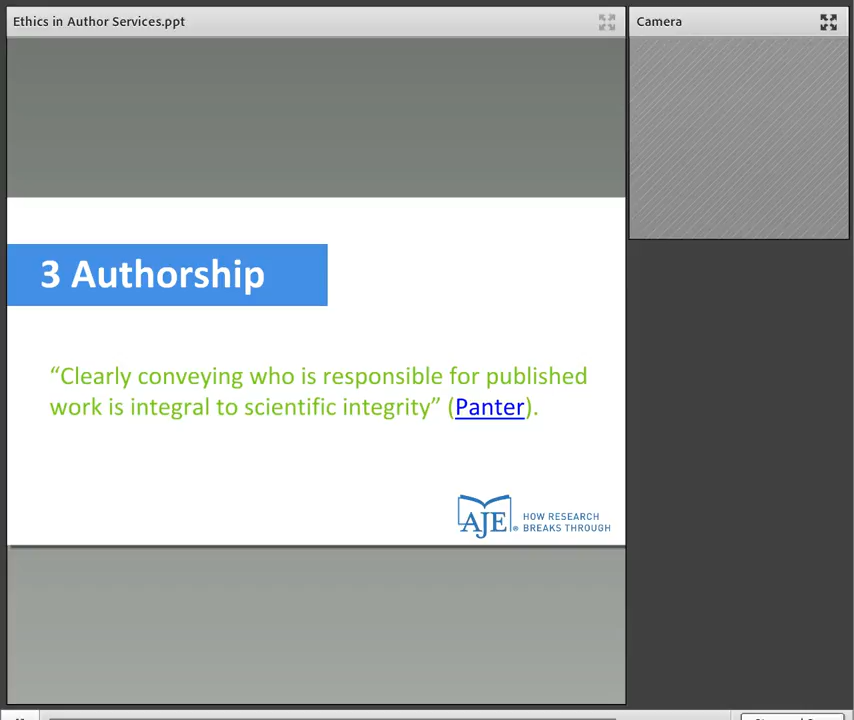 Ethics in Author Services.ppt
Camera
3 Authorship
“Clearly conveying who is responsible for published
work is integral to scientific integrity” (Panter).
AJE® HOW RESEARCH
BREAKS THROUGH